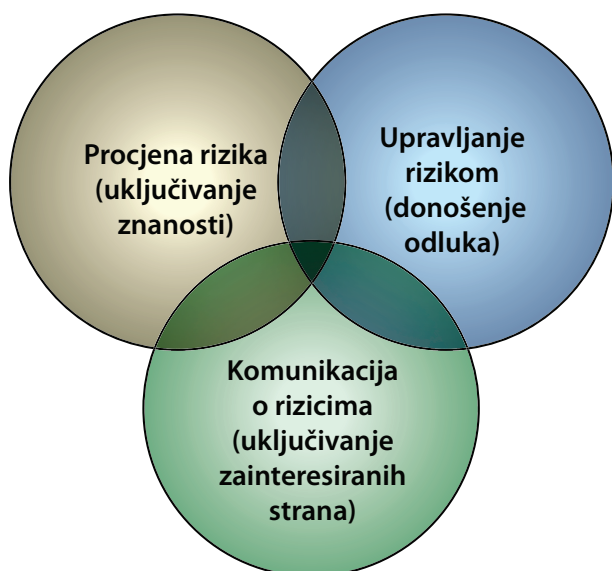 Procjena rizika
(uključivanje
znanosti)
Upravljanje
rizikom
(donošenje
odluka)
Komunikacija
o rizicima
(uključivanje
zainteresiranih
strana)